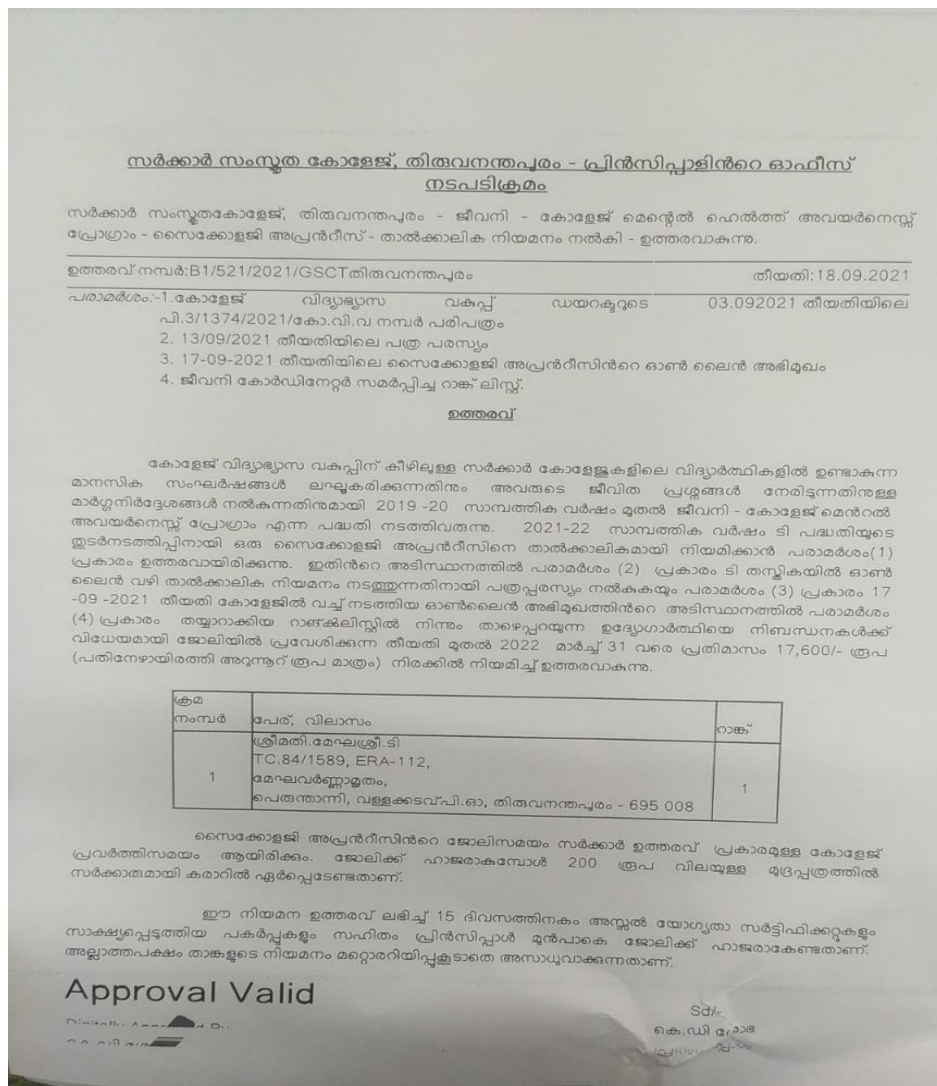 സർക്കാർ സംസ്കൃത കോളേജ്, തിരുവനന്തപുരം - പ്രിൻസിപ്പാളിൻറെ ഓഫീസ്
നടപടിക്രമം
സർക്കാർ സംസ്കൃതകോളേജ്, തിരുവനന്തപുരം - ജീവനി - കോളേജ് മെൻ്റെൽ ഹെൽത്ത് അവയർനെസ്സ്
പ്രോഗ്രാം - സൈക്കോളജി അപ്രൻറീസ് - താൽക്കാലിക നിയമനം നൽകി - ഉത്തരവാകുന്നു.
ഉത്തരവ് നമ്പർ:B1/521/2021/GSCTതിരുവനന്തപുരം തീയതി:18.09.2021
പരാമർശം:-1.കോളേജ് വിദ്യാഭ്യാസ വകുപ്പ് ഡയറക്ടറുടെ 03.092021 തീയതിയിലെ
പി.3/1374/2021/കോ.വി.വ നമ്പർ പരിപത്രം
2. 13/09/2021 തീയതിയിലെ പത്ര പരസ്യം
3. 17-09-2021 തീയതിയിലെ സൈക്കോളജി അപ്രൻറീസിൻറെ ഓൺ ലൈൻ അഭിമുഖം
4. ജീവനി കോർഡിനേറ്റർ സമർപ്പിച്ച റാങ്ക് ലിസ്റ്റ്.
ഉത്തരവ്
കോളേജ് വിദ്യാഭ്യാസ വകുപ്പിന് കീഴിലുള്ള സർക്കാർ കോളേജുകളിലെ വിദ്യാർത്ഥികളിൽ ഉണ്ടാകുന്ന
മാനസിക സംഘർഷങ്ങൾ ലഘൂകരിക്കുന്നതിനും അവരുടെ ജീവിത പ്രശ്നങ്ങൾ നേരിടുന്നതിനുള്ള
മാർഗ്ഗനിർദ്ദേശങ്ങൾ നൽകുന്നതിനുമായി 2019 -20 സാമ്പത്തിക വർഷം മുതൽ ജീവനി - കോളേജ് മെൻറൽ
അവയർനെസ്സ് പ്രോഗ്രാം എന്ന പദ്ധതി നടത്തിവരുന്നു. 2021-22 സാമ്പത്തിക വർഷം ടി പദ്ധതിയുടെ
തുടർനടത്തിപ്പിനായി ഒരു സൈക്കോളജി അപ്രൻറീസിനെ താൽക്കാലികമായി നിയമിക്കാൻ പരാമർശം(1)
പ്രകാരം ഉത്തരവായിരിക്കുന്നു. ഇതിൻറെ അടിസ്ഥാനത്തിൽ പരാമർശം (2) പ്രകാരം ടി തസ്തികയിൽ ഓൺ
ലൈൻ വഴി താൽക്കാലിക നിയമനം നടത്തുന്നതിനായി പത്രപ്പരസ്യം നൽകുകയും പരാമർശം (3) പ്രകാരം 17
-09 -2021 തീയതി കോളേജിൽ വച്ച് നടത്തിയ ഓൺലൈൻ അഭിമുഖത്തിൻറെ അടിസ്ഥാനത്തിൽ പരാമർശം
(4) പ്രകാരം തയ്യാറാക്കിയ റാങ്ക്‌ലിസ്റ്റിൽ നിന്നും താഴെപ്പറയുന്ന ഉദ്യോഗാർത്ഥിയെ നിബന്ധനകൾക്ക്
വിധേയമായി ജോലിയിൽ പ്രവേശിക്കുന്ന തീയതി മുതൽ 2022 മാർച്ച് 31 വരെ പ്രതിമാസം 17,600/- രൂപ
(പതിനേഴായിരത്തി അറുന്നൂറ് രൂപ മാത്രം) നിരക്കിൽ നിയമിച്ച് ഉത്തരവാകുന്നു.
ക്രമ
നംമ്പർ പേര്, വിലാസം റാങ്ക്
ശ്രീമതി.മേഘശ്രീ.ടി
TC.84/1589, ERA-112,
1 മേഘവർണ്ണാമൃതം, 1
പെരുന്താന്നി, വള്ളക്കടവ്പി.ഓ, തിരുവനന്തപുരം - 695 008
സൈക്കോളജി അപ്രൻറീസിൻറെ ജോലിസമയം സർക്കാർ ഉത്തരവ് പ്രകാരമുള്ള കോളേജ്
പ്രവർത്തിസമയം ആയിരിക്കും. ജോലിക്ക് ഹാജരാകുമ്പോൾ 200 രൂപ വിലയുള്ള മുദ്രപ്പത്രത്തിൽ
സർക്കാരുമായി കരാറിൽ ഏർപ്പെടേണ്ടതാണ്.
ഈ നിയമന ഉത്തരവ് ലഭിച്ച് 15 ദിവസത്തിനകം അസ്സൽ യോഗ്യതാ സർട്ടിഫിക്കറ്റുകളും
സാക്ഷ്യപ്പെടുത്തിയ പകർപ്പുകളും സഹിതം പ്രിൻസിപ്പാൾ മുൻപാകെ ജോലിക്ക് ഹാജരാകേണ്ടതാണ്.
അല്ലാത്തപക്ഷം താങ്കളുടെ നിയമനം മറ്റൊരറിയിപ്പുകൂടാതെ അസാധുവാക്കുന്നതാണ്.
Approval Valid
Sd/-
കെ.ഡി